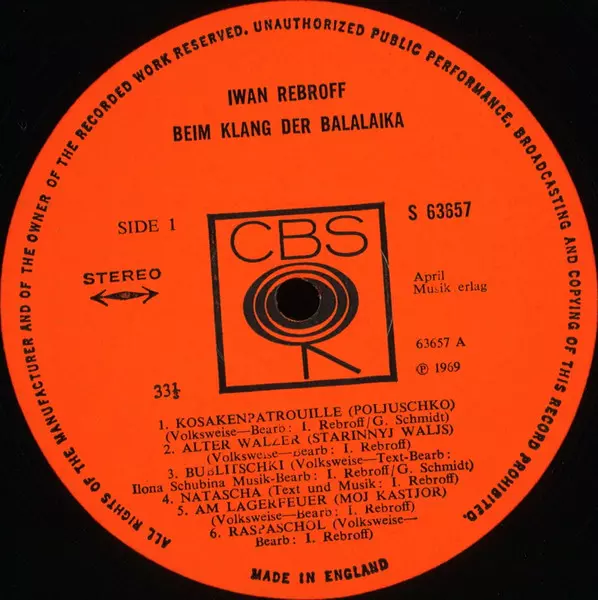 ALL RIGHTS OF THE MANUFACTURER AND OF THE OWNER OF THE RECORDED WORK RESERVED. UNAUTHORIZED PUBLIC PERFORMANCE, BROADCASTING AND COPYING OF THIS RECORD PROHIBITED.
IWAN REBROFF
BEIM KLANG DER BALALAIKA
SIDE 1
S 63657
CBS
STEREO
April
Musik erlag
63657 A
℗ 1969
33⅓
1. KOSAKENPATROUILLE (POLJUSCHKO)
(Volksweise—Bearb: I. Rebroff/G. Schmidt)
2. ALTER WALZER (STARINNYJ WALJS)
(Volksweise—Bearb: I. Rebroff)
3. BUBLITSCHKI (Volksweise—Text-Bearb:
Ilona Schubina Musik-Bearb: I. Rebroff/G. Schmidt)
4. NATASCHA (Text und Musik: I. Rebroff)
5. AM LAGERFEUER (MOJ KASTJOR)
(Volksweise—Bearb: I. Rebroff)
6. RASPASCHOL (Volksweise—
Bearb: I. Rebroff)
MADE IN ENGLAND